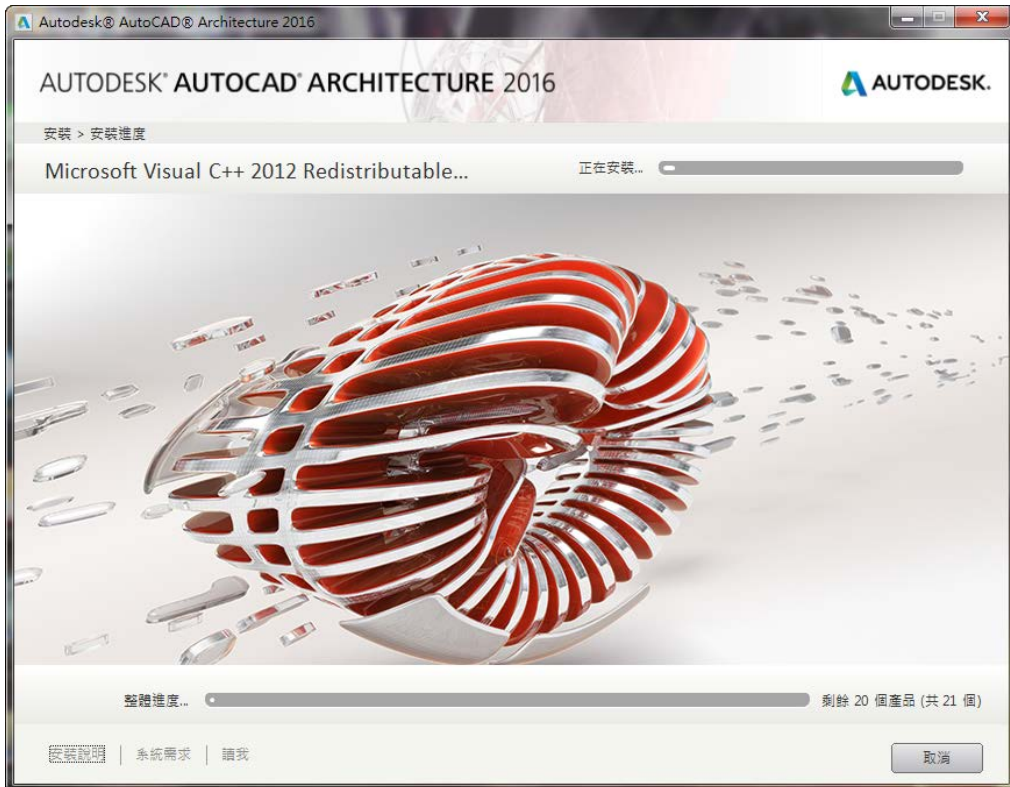 Autodesk® AutoCAD® Architecture 2016
AUTODESK® AUTOCAD® ARCHITECTURE 2016
AUTODESK.
安裝 > 安裝進度
Microsoft Visual C++ 2012 Redistributable...
正在安裝...
整體進度...
剩餘 20 個產品 (共 21 個)
安裝說明 | 系統需求 | 讀我
取消